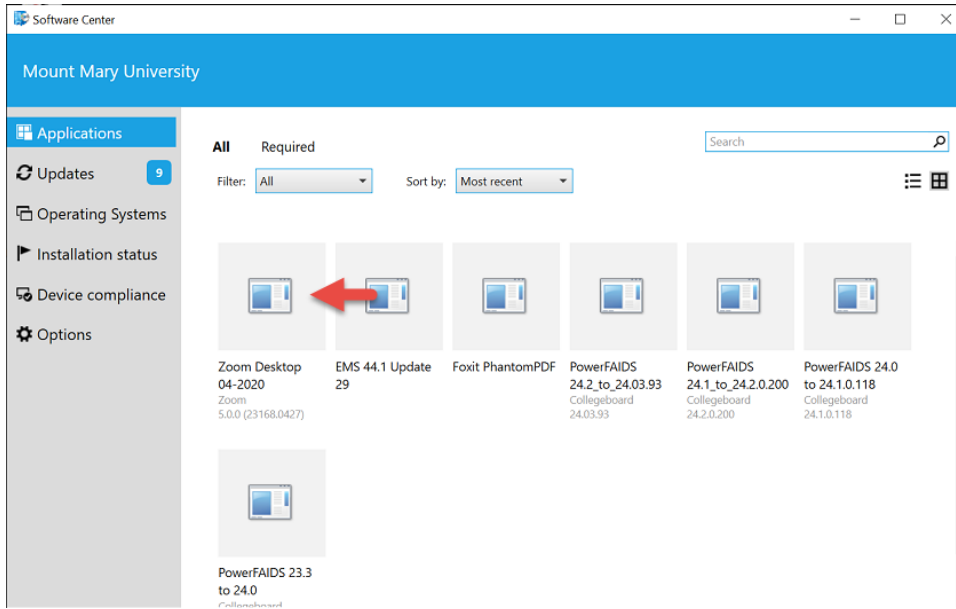 Software Center
Mount Mary University
Applications
Updates
9
Operating Systems
Installation status
Device compliance
Options
All
Required
Search
Filter:
All
Sort by:
Most recent
Zoom Desktop
04-2020
Zoom
5.0.0 (23168.0427)
EMS 44.1 Update
29
Foxit PhantomPDF
PowerFAIDS
24.2_to_24.03.93
Collegeboard
24.03.93
PowerFAIDS
24.1_to_24.2.0.200
Collegeboard
24.2.0.200
PowerFAIDS 24.0
to 24.1.0.118
Collegeboard
24.1.0.118
PowerFAIDS 23.3
to 24.0
Collegeboard